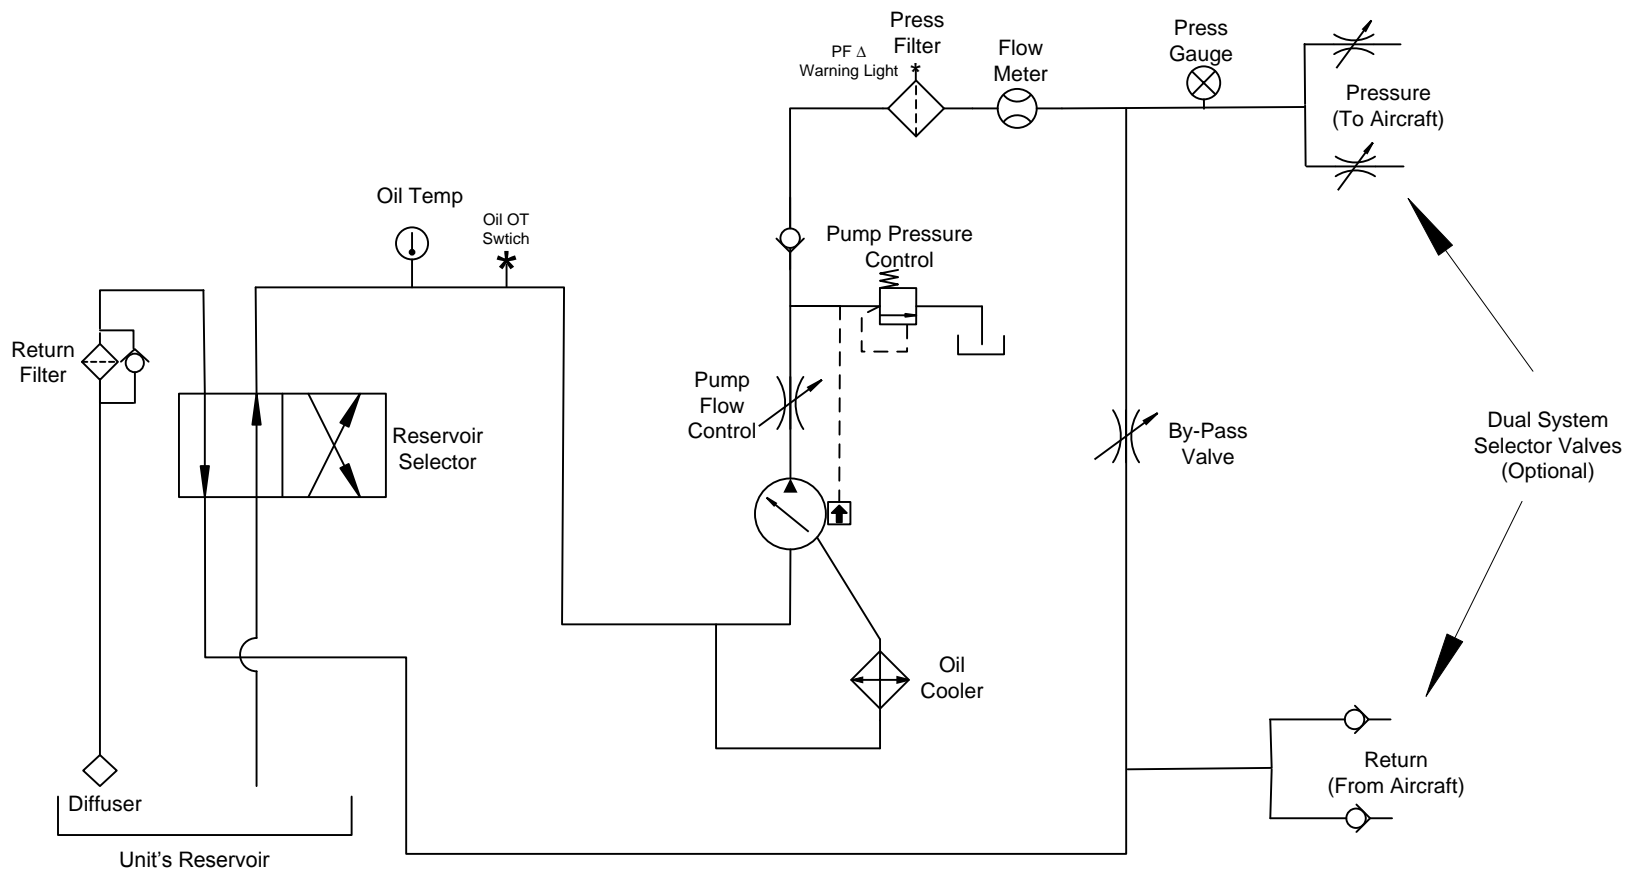 Press
Filter
PF Δ
Warning Light
*
Flow
Meter
Press
Gauge
Pressure
(To Aircraft)
Oil Temp
Oil OT
Swtich
*
Pump Pressure
Control
Return
Filter
Pump
Flow
Control
Reservoir
Selector
By-Pass
Valve
Dual System
Selector Valves
(Optional)
Oil
Cooler
Return
(From Aircraft)
Diffuser
Unit's Reservoir